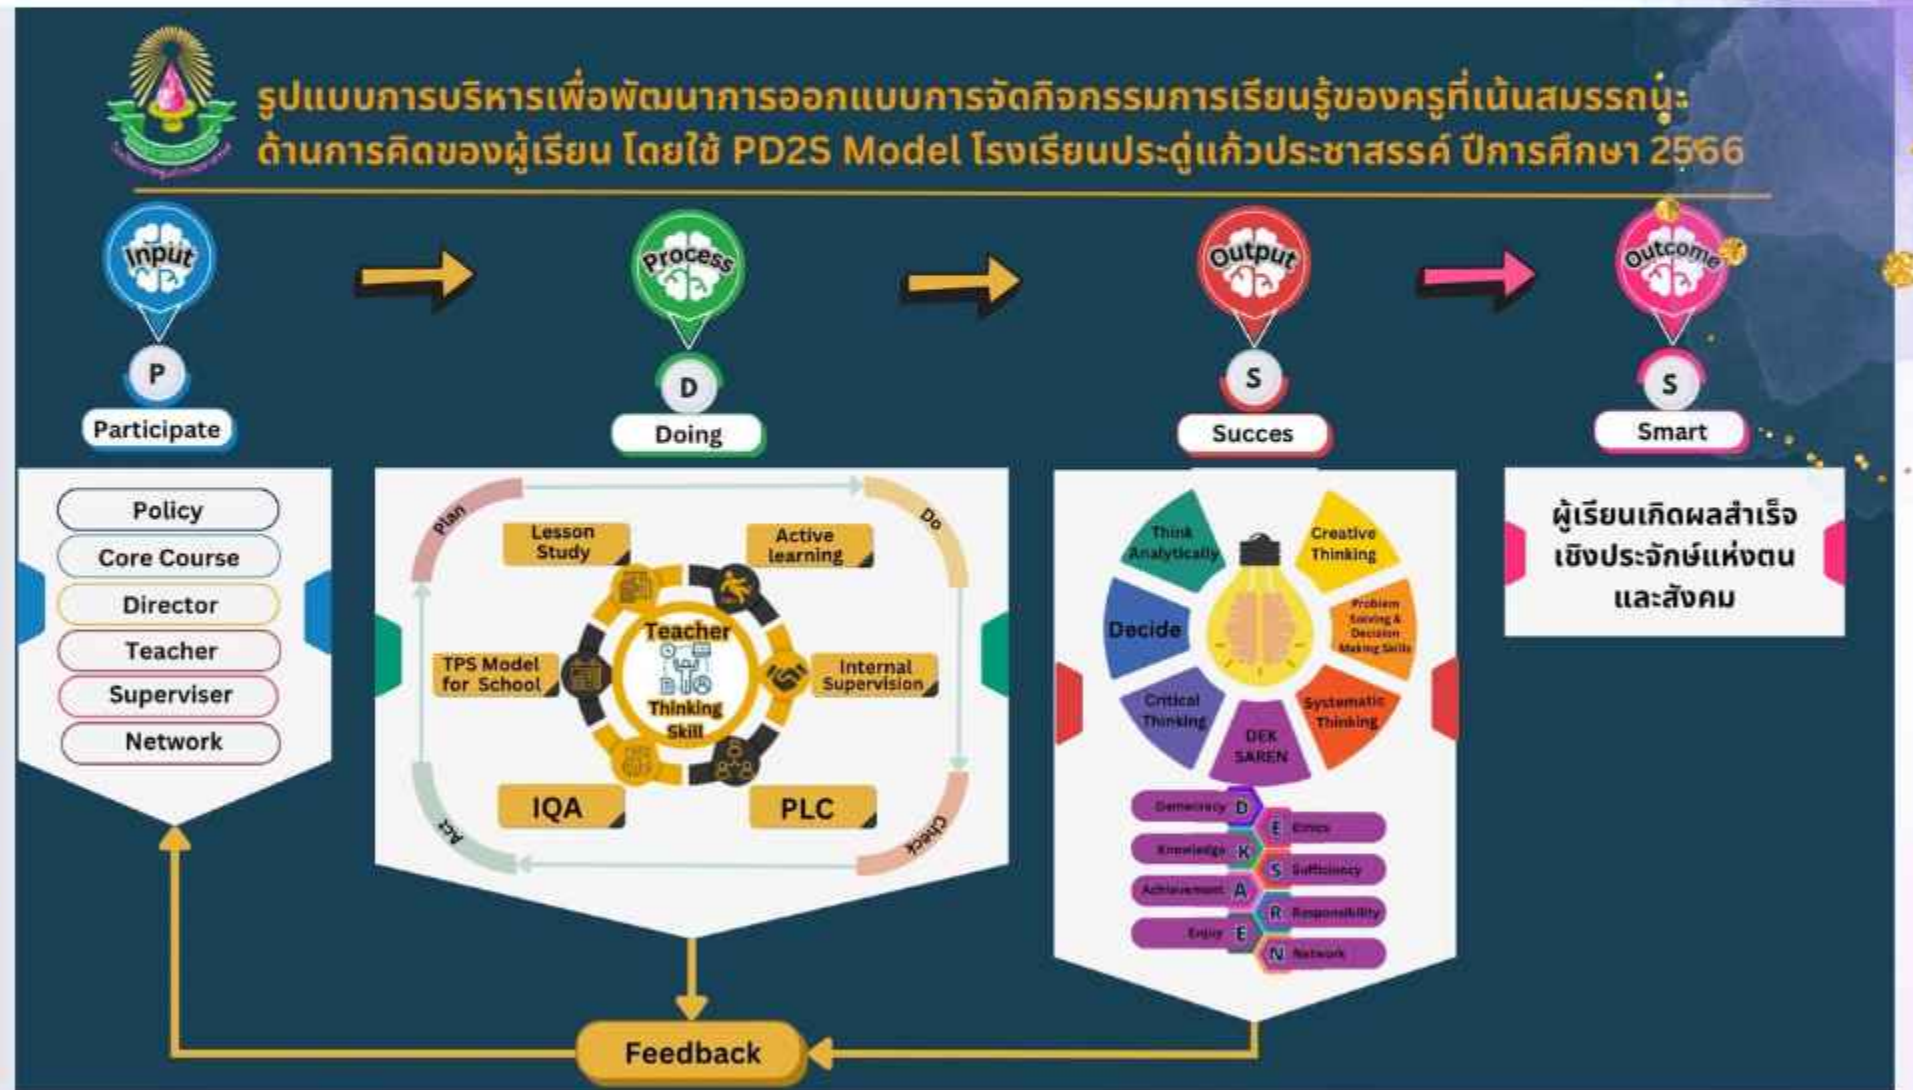 รูปแบบการบริหารเพื่อพัฒนาการออกแบบการจัดกิจกรรมการเรียนรู้ของครูที่เน้นสมรรถนะ
ด้านการคิดของผู้เรียน โดยใช้ PD2S Model โรงเรียนประดู่แก้วประชาสรรค์ ปีการศึกษา 2566
Input
Process
Output
Outcome
P
D
S
S
Participate
Doing
Succes
Smart
Policy
Core Course
Director
Teacher
Superviser
Network
Plan
Do
Check
Act
Lesson
Study
Active
learning
TPS Model
for School
Internal
Supervision
IQA
PLC
Teacher
Thinking
Skill
Think
Analytically
Creative
Thinking
Decide
Problem
Solving &
Decision
Making Skills
Critical
Thinking
Systematic
Thinking
DEK
SAREN
Democracy D
E Ethics
Knowledge K
S Sufficiency
Achievement A
R Responsibility
Enjoy E
N Network
ผู้เรียนเกิดผลสำเร็จ
เชิงประจักษ์แห่งตน
และสังคม
Feedback